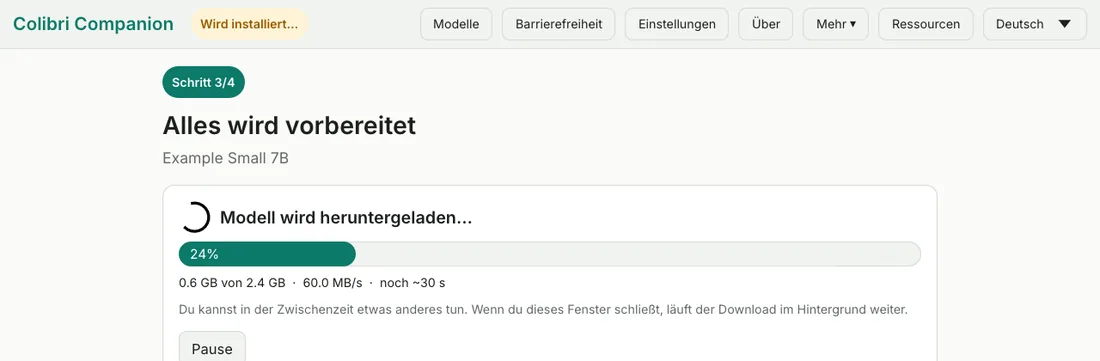 Colibri Companion Wird installiert… Modelle Barrierefreiheit Einstellungen Über Mehr ▾ Ressourcen Deutsch ▼
Schritt 3/4
Alles wird vorbereitet
Example Small 7B
Modell wird heruntergeladen…
24%
0.6 GB von 2.4 GB · 60.0 MB/s · noch ~30 s
Du kannst in der Zwischenzeit etwas anderes tun. Wenn du dieses Fenster schließt, läuft der Download im Hintergrund weiter.
Pause